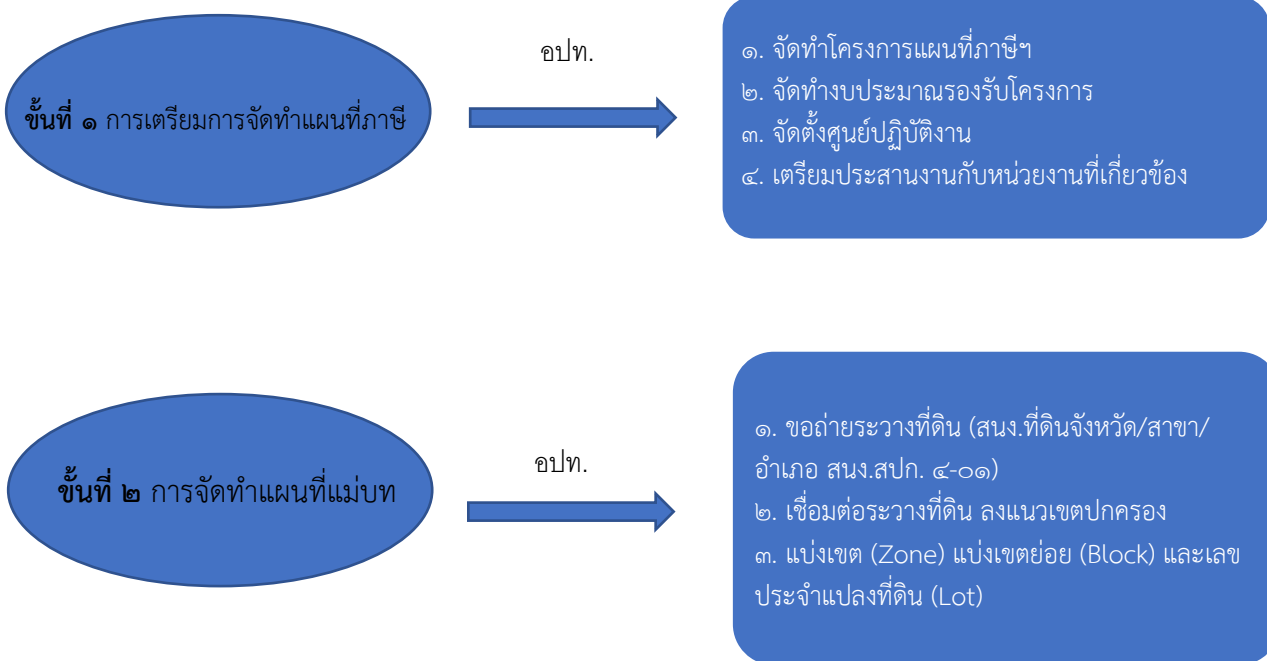 อปท.
ขั้นที่ ๑ การเตรียมการจัดทำแผนที่ภาษี
๑. จัดทำโครงการแผนที่ภาษีฯ
๒. จัดทำงบประมาณรองรับโครงการ
๓. จัดตั้งศูนย์ปฏิบัติงาน
๔. เตรียมประสานงานกับหน่วยงานที่เกี่ยวข้อง
อปท.
ขั้นที่ ๒ การจัดทำแผนที่แม่บท
๑. ขอถ่ายระวางที่ดิน (สนง.ที่ดินจังหวัด/สาขา/
อำเภอ สนง.สปก. ๔-๐๑)
๒. เชื่อมต่อระวางที่ดิน ลงแนวเขตปกครอง
๓. แบ่งเขต (Zone) แบ่งเขตย่อย (Block) และเลข
ประจำแปลงที่ดิน (Lot)